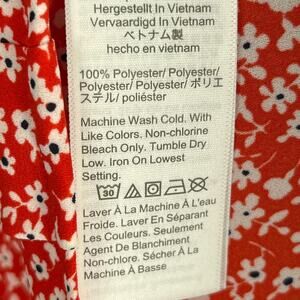 Hergestellt In Vietnam
Vervaardigd In Vietnam
ベトナム製
hecho en vietnam
100% Polyester/ Polyester/
Polyester/ Polyester/ ポリエ
ステル/ poliéster
Machine Wash Cold. With
Like Colors. Non-chlorine
Bleach Only. Tumble Dry
Low. Iron On Lowest
Setting.
30
Laver À La Machine À L'eau
Froide. Laver En Séparant
Les Couleurs. Seulement
Agent De Blanchiment
Non-chlore. Sécher À La
Machine À Basse